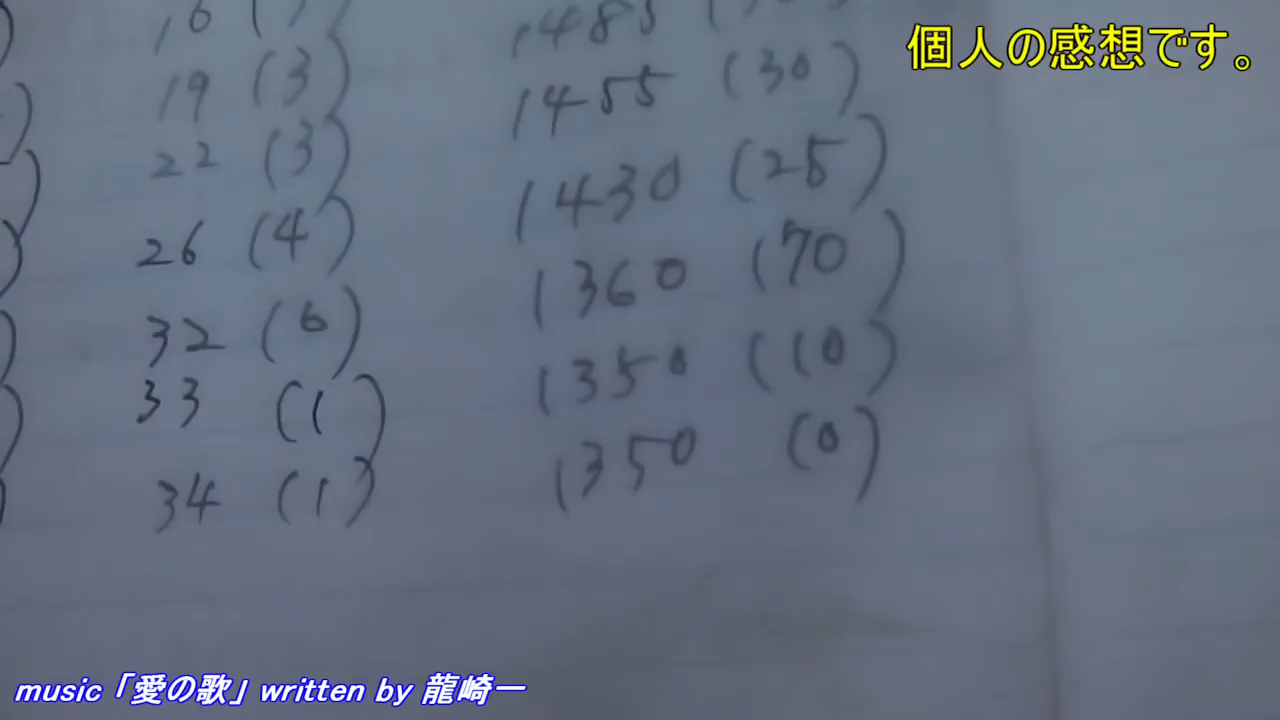 個人の感想です。
16
1485
19 (3) 1455 (30)
22 (3) 1430 (25)
26 (4) 1360 (70)
32 (6) 1350 (10)
33 (1) 1350 (0)
34 (1)
music「愛の歌」written by 龍崎一